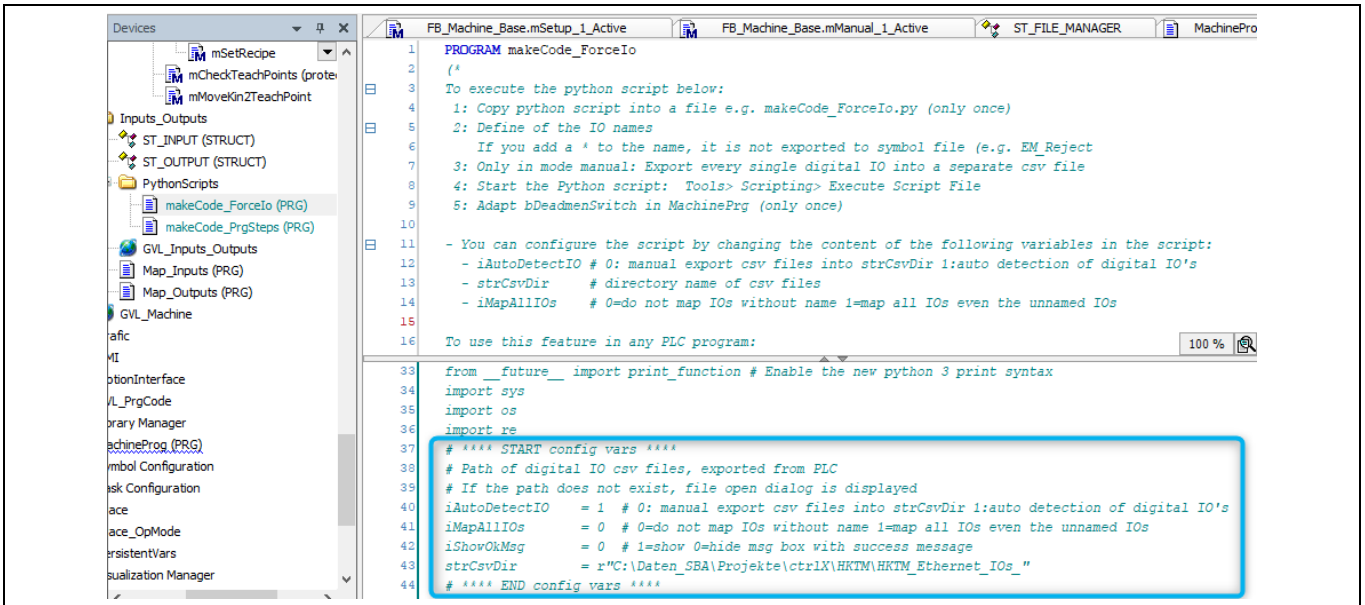 Devices
mSetRecipe
mCheckTeachPoints (prote
mMoveKin2TeachPoint
Inputs_Outputs
ST_INPUT (STRUCT)
ST_OUTPUT (STRUCT)
PythonScripts
makeCode_ForceIo (PRG)
makeCode_PrgSteps (PRG)
GVL_Inputs_Outputs
Map_Inputs (PRG)
Map_Outputs (PRG)
GVL_Machine
afic
MI
otionInterface
VL_PrgCode
brary Manager
achineProg (PRG)
ymbol Configuration
ask Configuration
ace
ace_OpMode
ersistentVars
sualization Manager
FB_Machine_Base.mSetup_1_Active FB_Machine_Base.mManual_1_Active ST_FILE_MANAGER MachinePro
1 PROGRAM makeCode_ForceIo
2 (*
3 To execute the python script below:
4 1: Copy python script into a file e.g. makeCode_ForceIo.py (only once)
5 2: Define of the IO names
6 If you add a * to the name, it is not exported to symbol file (e.g. EM_Reject
7 3: Only in mode manual: Export every single digital IO into a separate csv file
8 4: Start the Python script: Tools> Scripting> Execute Script File
9 5: Adapt bDeadmenSwitch in MachinePrg (only once)
10
11 - You can configure the script by changing the content of the following variables in the script:
12 - iAutoDetectIO # 0: manual export csv files into strCsvDir 1:auto detection of digital IO's
13 - strCsvDir # directory name of csv files
14 - iMapAllIOs # 0=do not map IOs without name 1=map all IOs even the unnamed IOs
15
16 To use this feature in any PLC program:
100 %
33 from __future__ import print_function # Enable the new python 3 print syntax
34 import sys
35 import os
36 import re
37 # **** START config vars ****
38 # Path of digital IO csv files, exported from PLC
39 # If the path does not exist, file open dialog is displayed
40 iAutoDetectIO = 1 # 0: manual export csv files into strCsvDir 1:auto detection of digital IO's
41 iMapAllIOs = 0 # 0=do not map IOs without name 1=map all IOs even the unnamed IOs
42 iShowOkMsg = 0 # 1=show 0=hide msg box with success message
43 strCsvDir = r"C:\Daten_SBA\Projekte\ctrlX\HKTM\HKTM_Ethernet_IOs_"
44 # **** END config vars ****